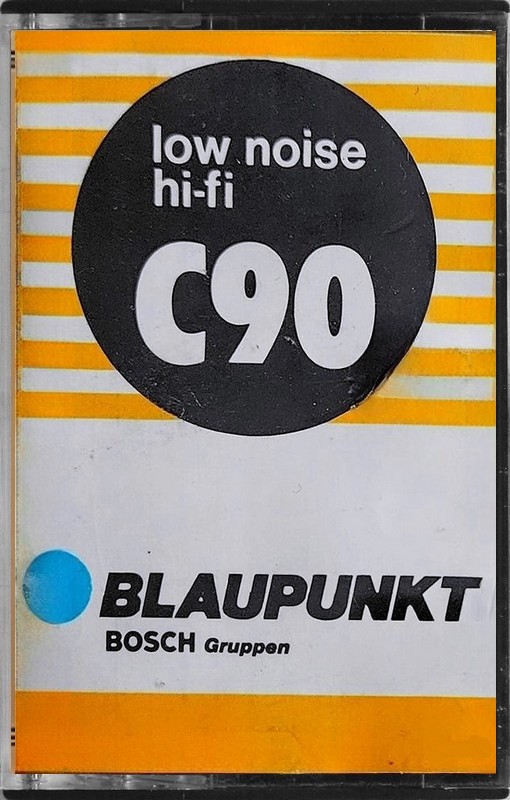 low noise
hi-fi
C90
BLAUPUNKT
BOSCH Gruppen